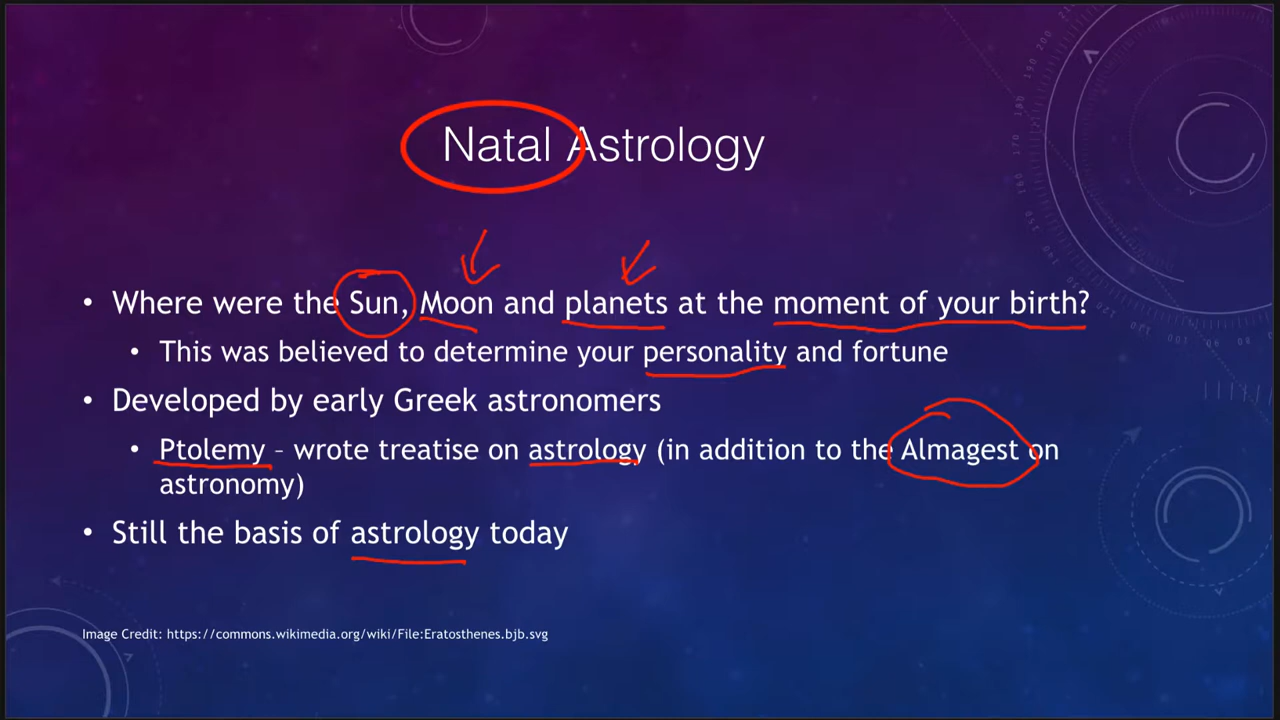 Natal Astrology
• Where were the Sun, Moon and planets at the moment of your birth?
• This was believed to determine your personality and fortune
• Developed by early Greek astronomers
• Ptolemy – wrote treatise on astrology (in addition to the Almagest on
astronomy)
• Still the basis of astrology today
Image Credit: https://commons.wikimedia.org/wiki/File:Eratosthenes.bjb.svg